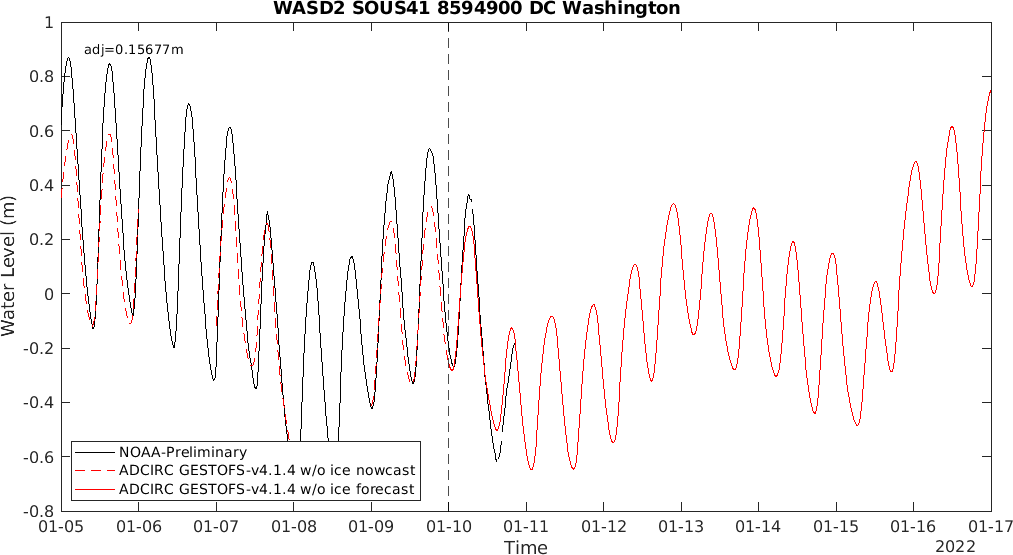 WASD2 SOUS41 8594900 DC Washington
adj=0.15677m
1
0.8
0.6
0.4
0.2
0
-0.2
-0.4
-0.6
-0.8
Water Level (m)
NOAA-Preliminary
ADCIRC GESTOFS-v4.1.4 w/o ice nowcast
ADCIRC GESTOFS-v4.1.4 w/o ice forecast
01-05 01-06 01-07 01-08 01-09 01-10 01-11 01-12 01-13 01-14 01-15 01-16 01-17
Time
2022